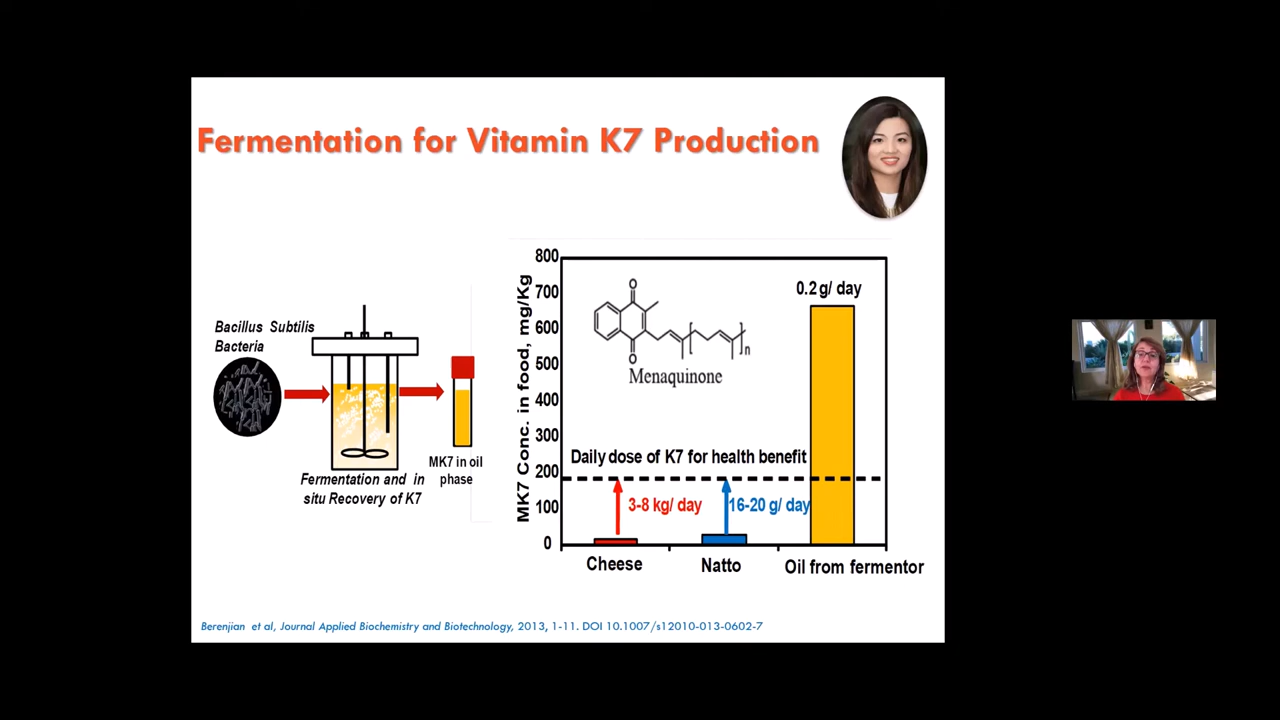 Fermentation for Vitamin K7 Production
Bacillus Subtilis
Bacteria
Fermentation and in
situ Recovery of K7
MK7 in oil
phase
MK7 Conc. in food, mg/Kg
800
700
600
500
400
300
200
100
0
O
O
n
Menaquinone
0.2 g/ day
Daily dose of K7 for health benefit
3-8 kg/ day
16-20 g/ day
Cheese
Natto
Oil from fermentor
Berenjian et al, Journal Applied Biochemistry and Biotechnology, 2013, 1-11. DOI 10.1007/s12010-013-0602-7